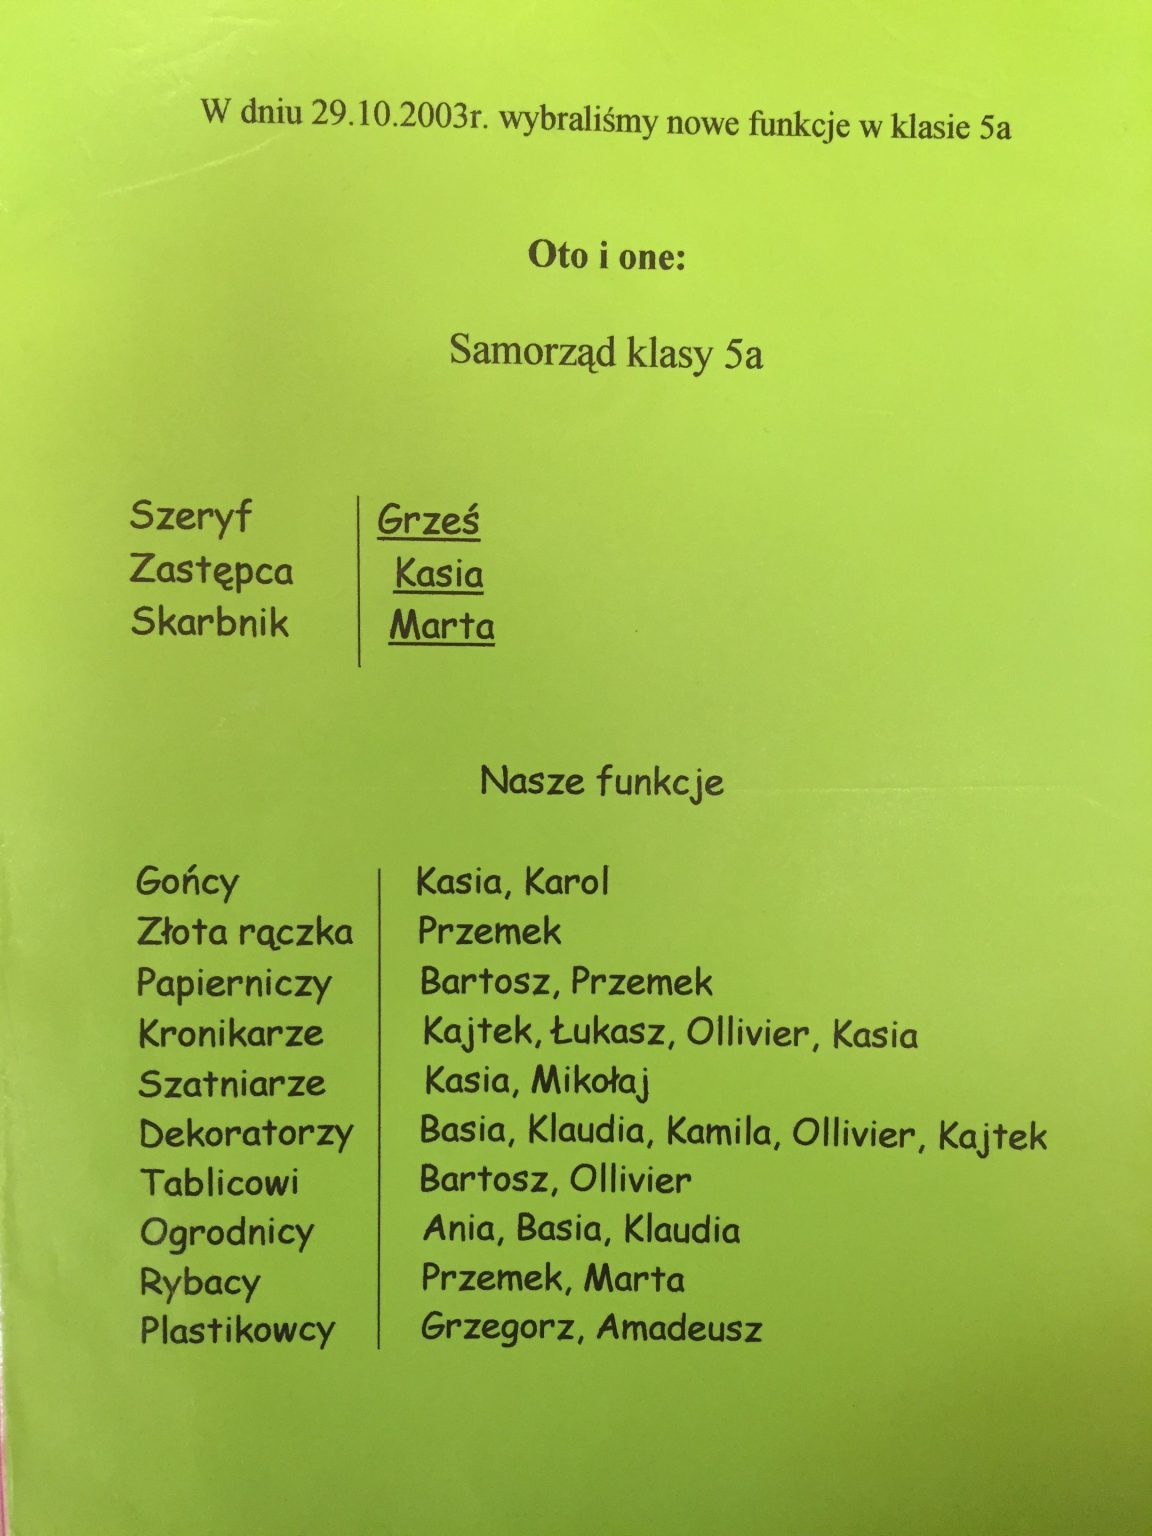 W dniu 29.10.2003r. wybraliśmy nowe funkcje w klasie 5a
Oto i one:
Samorząd klasy 5a
Szeryf Grześ
Zastępca Kasia
Skarbnik Marta
Nasze funkcje
Gońcy Kasia, Karol
Złota rączka Przemek
Papierniczy Bartosz, Przemek
Kronikarze Kajtek, Łukasz, Ollivier, Kasia
Szatniarze Kasia, Mikołaj
Dekoratorzy Basia, Klaudia, Kamila, Ollivier, Kajtek
Tablicowi Bartosz, Ollivier
Ogrodnicy Ania, Basia, Klaudia
Rybacy Przemek, Marta
Plastikowcy Grzegorz, Amadeusz